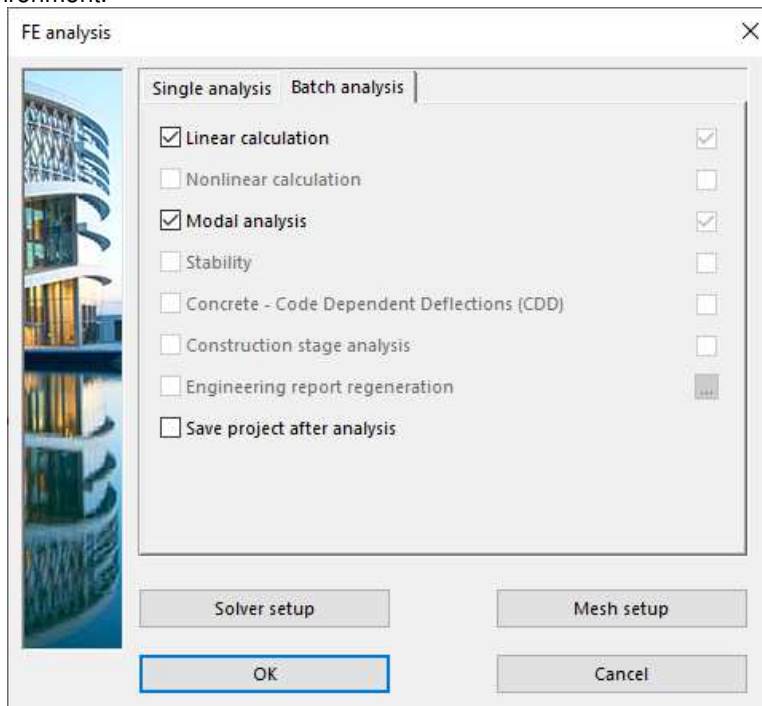 FE analysis
Single analysis Batch analysis
Linear calculation
Nonlinear calculation
Modal analysis
Stability
Concrete - Code Dependent Deflections (CDD)
Construction stage analysis
Engineering report regeneration ...
Save project after analysis
Solver setup Mesh setup
OK Cancel